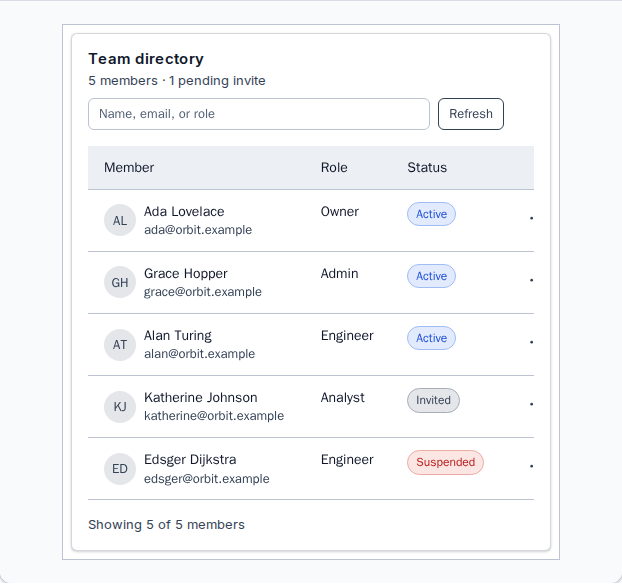 Team directory
5 members · 1 pending invite
Name, email, or role
Refresh
Member Role Status
AL Ada Lovelace Owner Active
ada@orbit.example
GH Grace Hopper Admin Active
grace@orbit.example
AT Alan Turing Engineer Active
alan@orbit.example
KJ Katherine Johnson Analyst Invited
katherine@orbit.example
ED Edsger Dijkstra Engineer Suspended
edsger@orbit.example
Showing 5 of 5 members